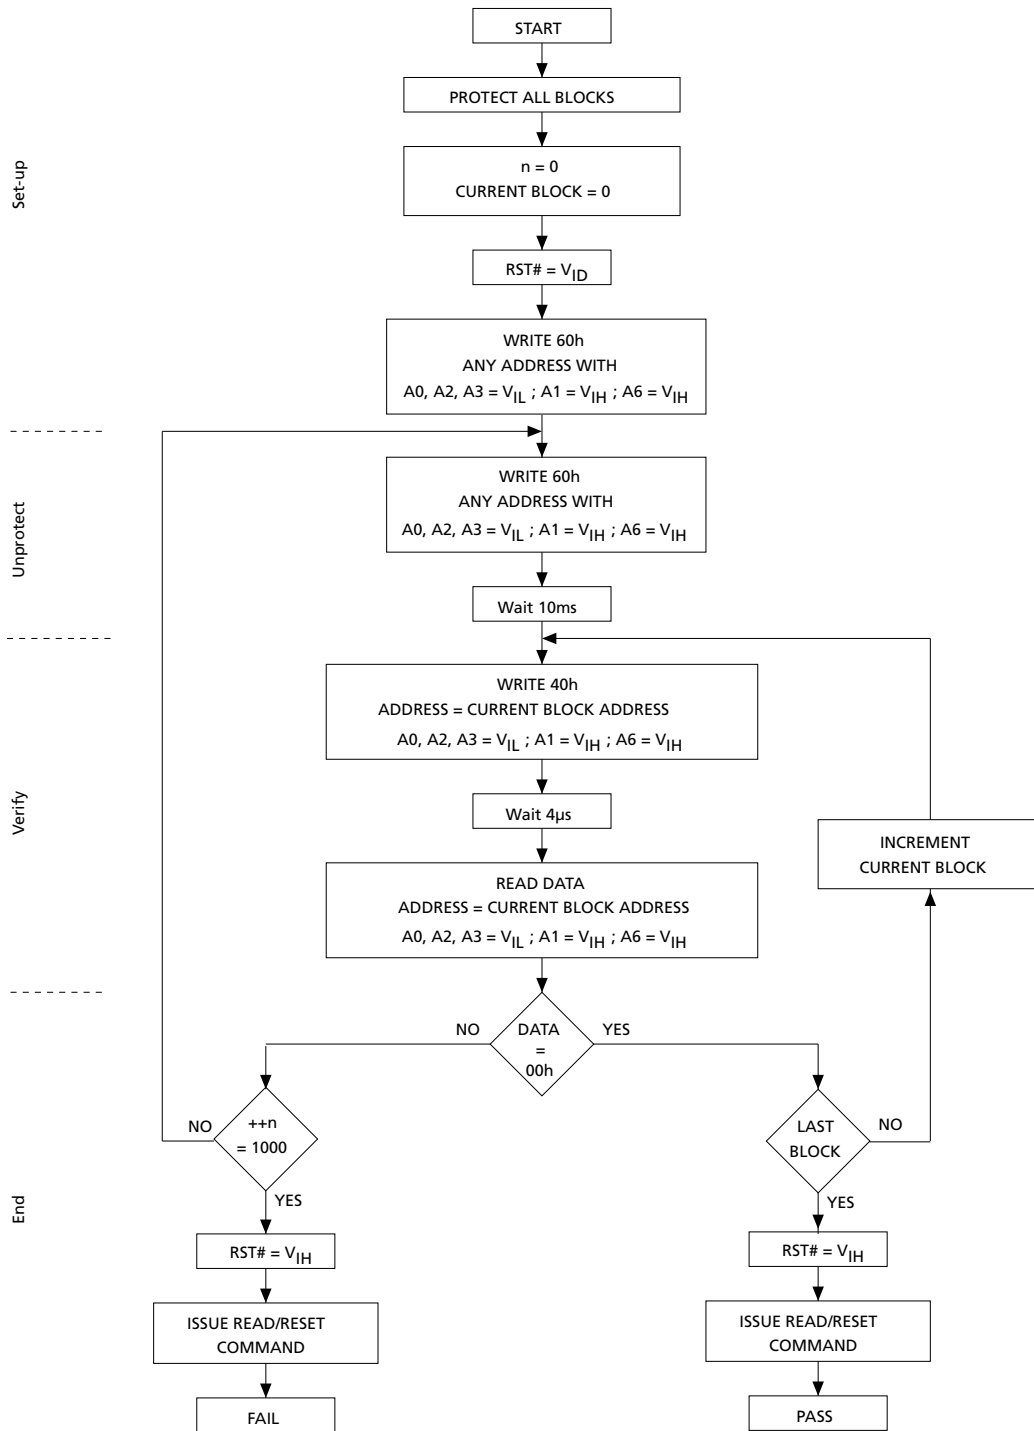 START
PROTECT ALL BLOCKS
Set-up
n = 0
CURRENT BLOCK = 0
RST# = VID
WRITE 60h
ANY ADDRESS WITH
A0, A2, A3 = VIL ; A1 = VIH ; A6 = VIH
Unprotect
WRITE 60h
ANY ADDRESS WITH
A0, A2, A3 = VIL ; A1 = VIH ; A6 = VIH
Wait 10ms
Verify
WRITE 40h
ADDRESS = CURRENT BLOCK ADDRESS
A0, A2, A3 = VIL ; A1 = VIH ; A6 = VIH
Wait 4µs
INCREMENT
CURRENT BLOCK
READ DATA
ADDRESS = CURRENT BLOCK ADDRESS
A0, A2, A3 = VIL ; A1 = VIH ; A6 = VIH
End
NO
DATA
=
00h
YES
NO
++n
= 1000
YES
LAST
BLOCK
NO
YES
RST# = VIH
RST# = VIH
ISSUE READ/RESET
COMMAND
ISSUE READ/RESET
COMMAND
FAIL
PASS